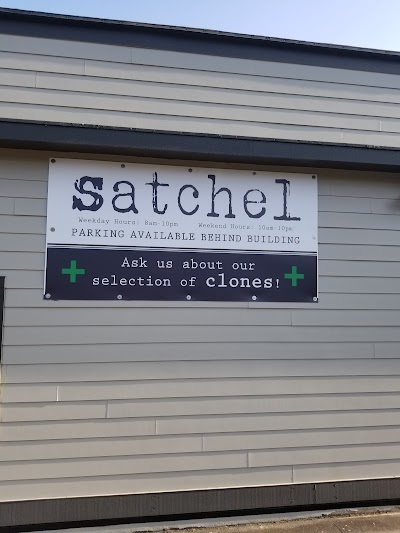 satchel
Weekday Hours: 8am-10pm Weekend Hours: 10am-10pm
PARKING AVAILABLE BEHIND BUILDING
Ask us about our
selection of clones!